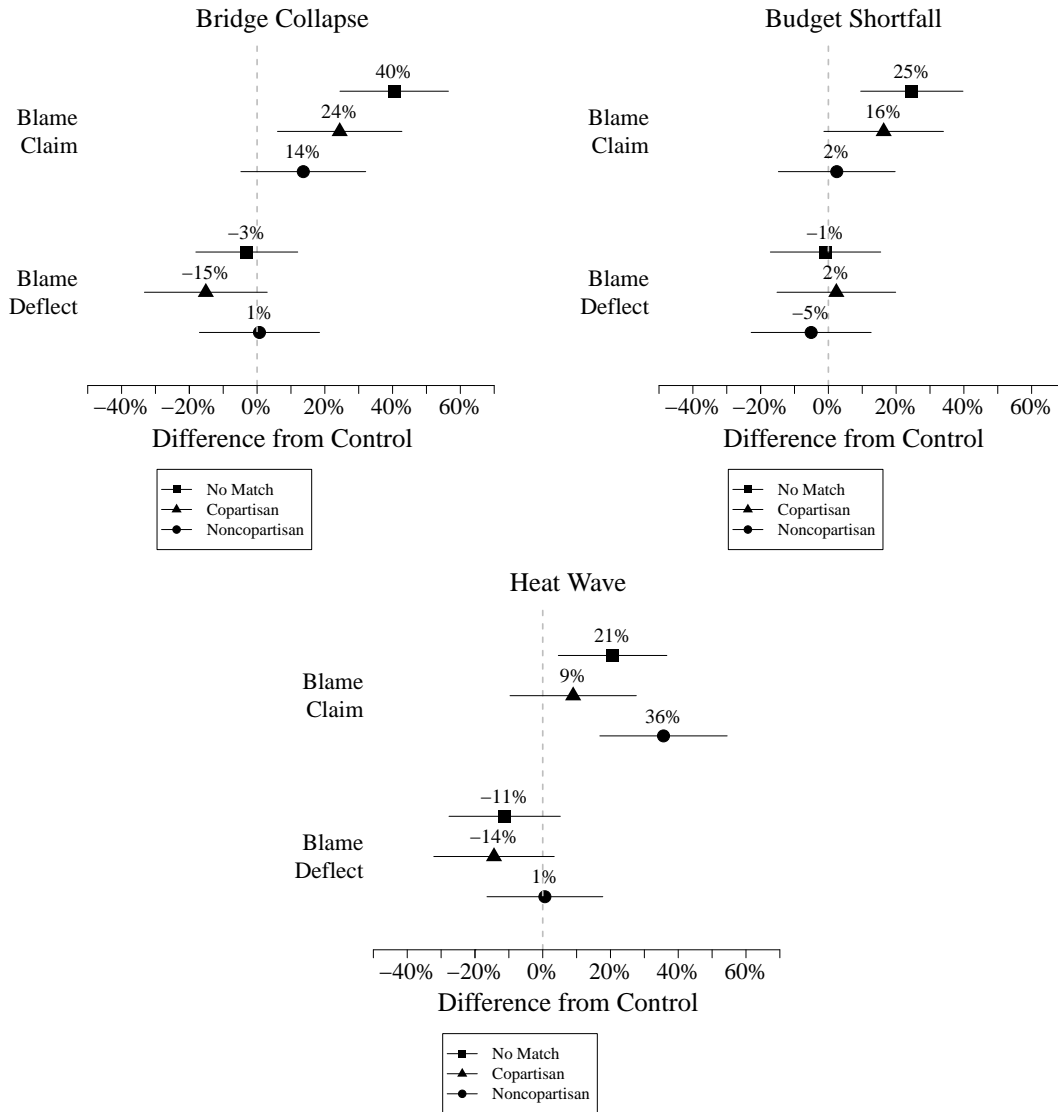 Bridge Collapse
40%
24%
Blame
Claim
14%
−3%
−15%
Blame
Deflect
1%
−40%
−20%
0%
20%
40%
60%
Difference from Control
No Match
Copartisan
Noncopartisan
Budget Shortfall
25%
16%
Blame
Claim
2%
−1%
2%
Blame
Deflect
−5%
−40%
−20%
0%
20%
40%
60%
Difference from Control
No Match
Copartisan
Noncopartisan
Heat Wave
21%
9%
Blame
Claim
36%
−11%
−14%
Blame
Deflect
1%
−40%
−20%
0%
20%
40%
60%
Difference from Control
No Match
Copartisan
Noncopartisan